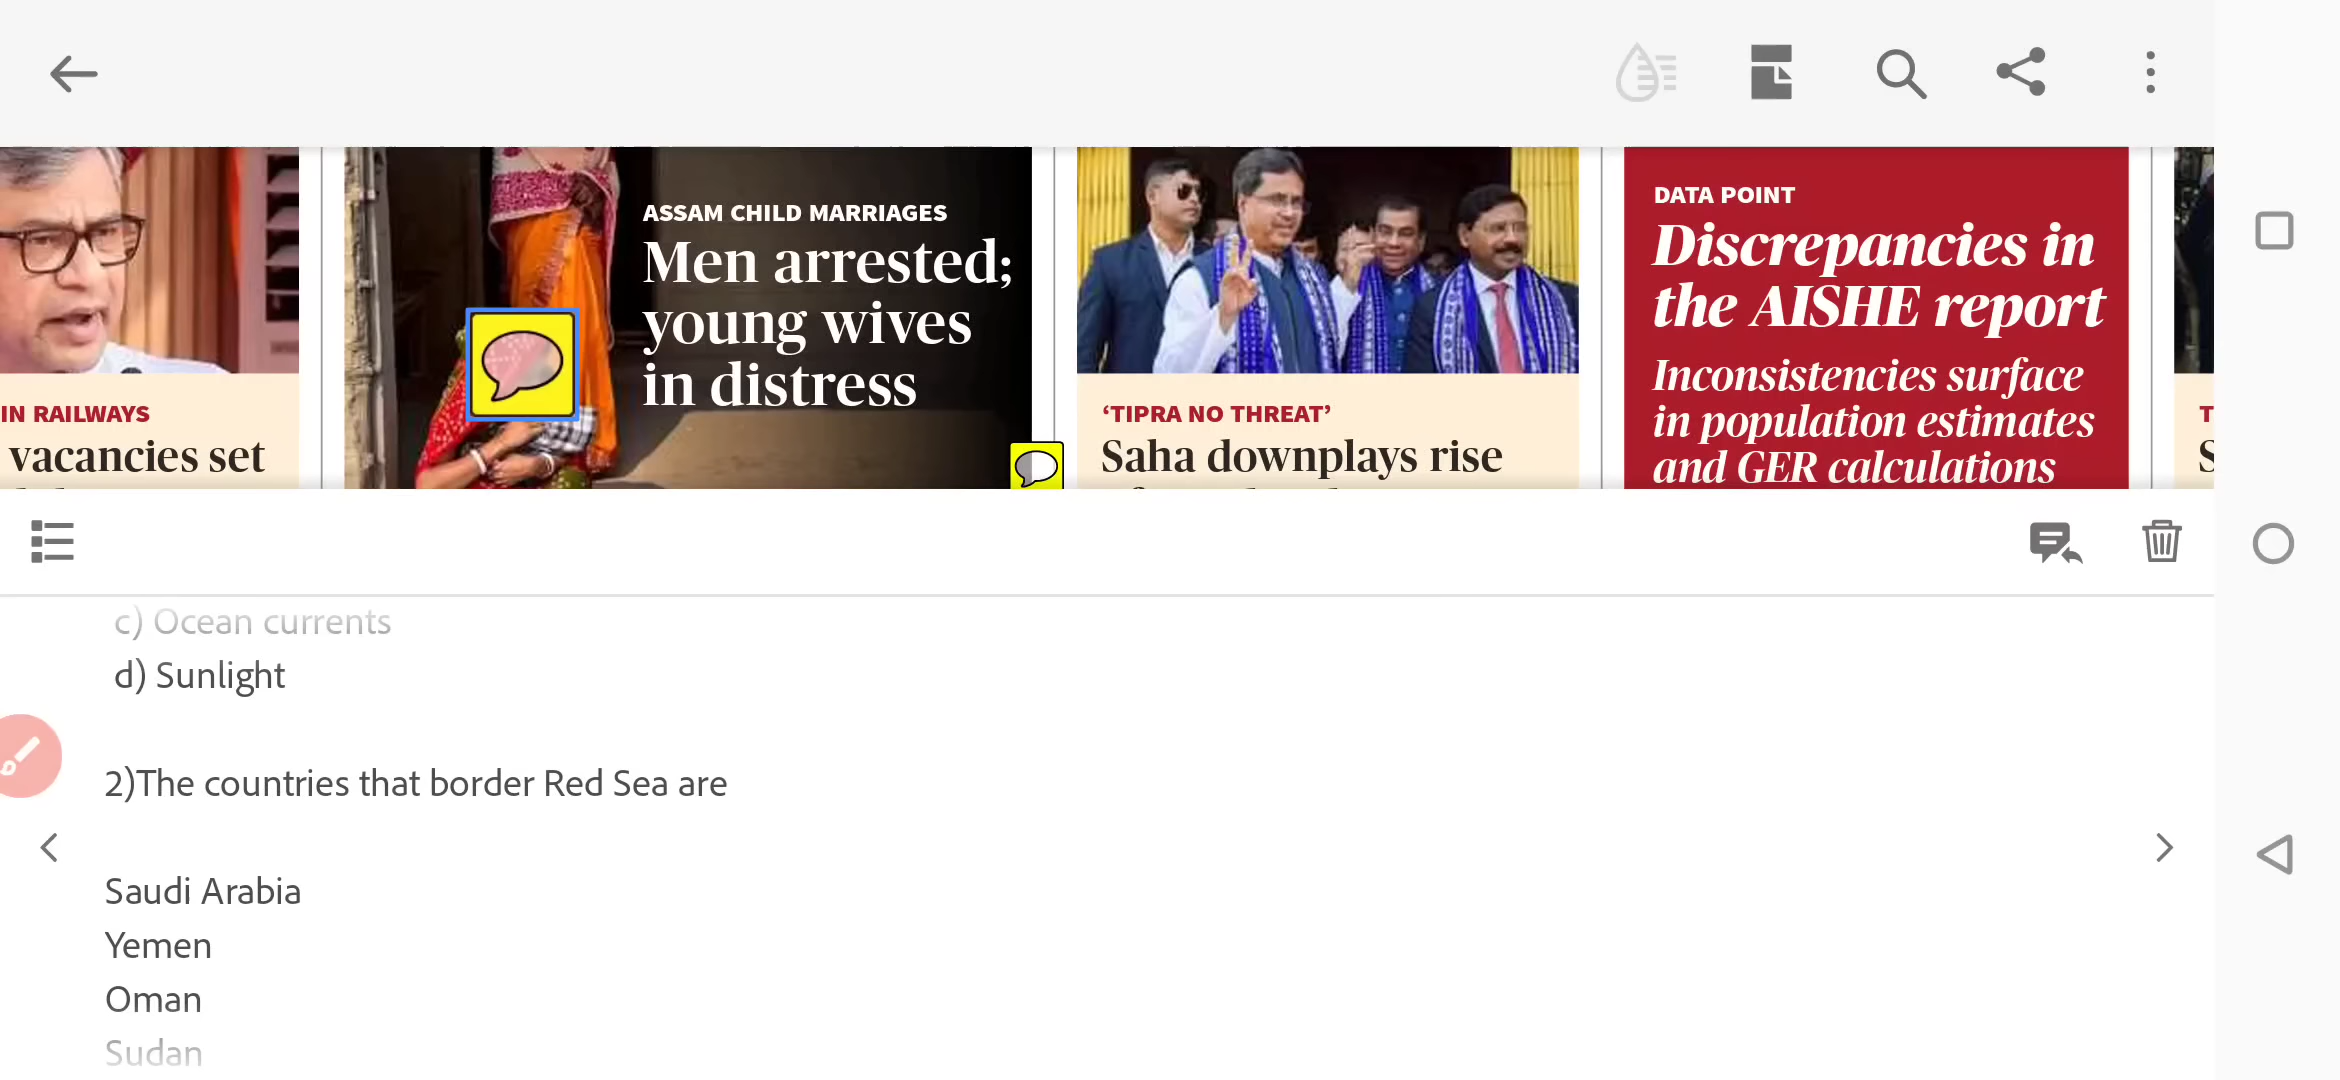 IN RAILWAYS
vacancies set
ASSAM CHILD MARRIAGES
Men arrested;
young wives
in distress
‘TIPRA NO THREAT’
Saha downplays rise
DATA POINT
Discrepancies in
the AISHE report
Inconsistencies surface
in population estimates
and GER calculations
T
S
c) Ocean currents
d) Sunlight
2)The countries that border Red Sea are
Saudi Arabia
Yemen
Oman
Sudan